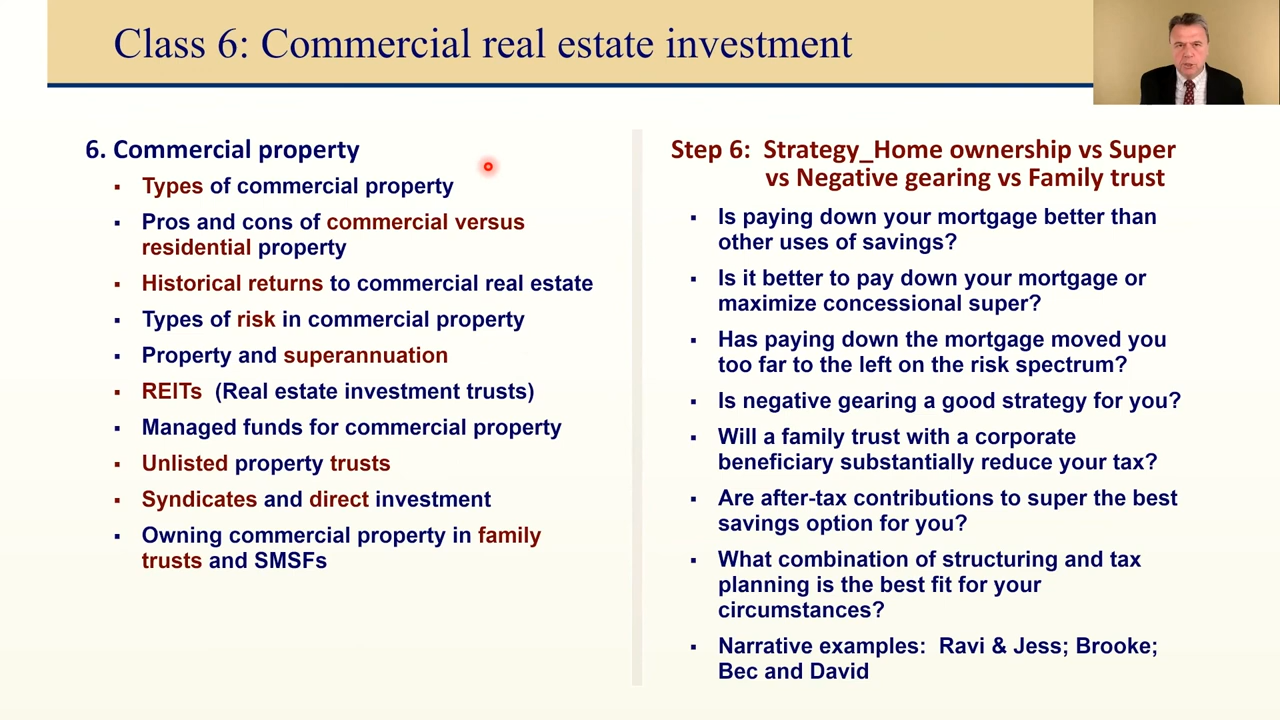 Class 6: Commercial real estate investment
6. Commercial property
▪ Types of commercial property
▪ Pros and cons of commercial versus
residential property
▪ Historical returns to commercial real estate
▪ Types of risk in commercial property
▪ Property and superannuation
▪ REITs (Real estate investment trusts)
▪ Managed funds for commercial property
▪ Unlisted property trusts
▪ Syndicates and direct investment
▪ Owning commercial property in family
trusts and SMSFs
Step 6: Strategy_Home ownership vs Super
vs Negative gearing vs Family trust
▪ Is paying down your mortgage better than
other uses of savings?
▪ Is it better to pay down your mortgage or
maximize concessional super?
▪ Has paying down the mortgage moved you
too far to the left on the risk spectrum?
▪ Is negative gearing a good strategy for you?
▪ Will a family trust with a corporate
beneficiary substantially reduce your tax?
▪ Are after-tax contributions to super the best
savings option for you?
▪ What combination of structuring and tax
planning is the best fit for your
circumstances?
▪ Narrative examples: Ravi & Jess; Brooke;
Bec and David